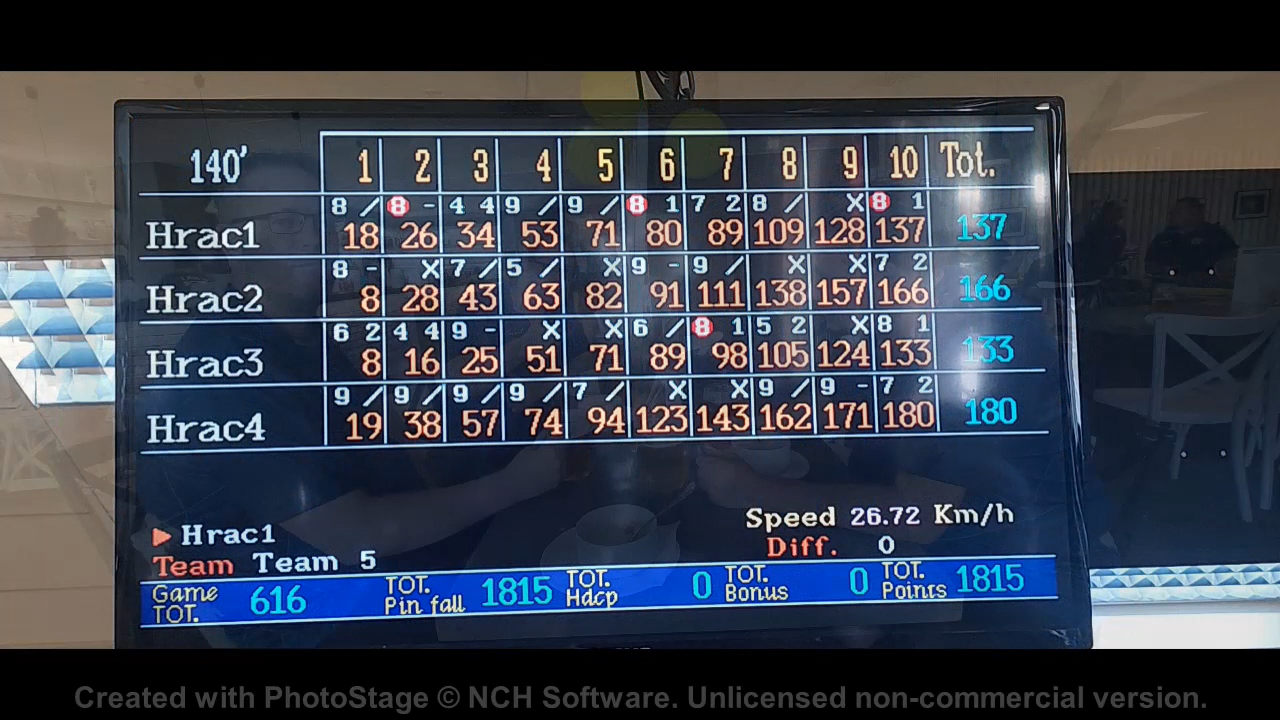 140' 1 2 3 4 5 6 7 8 9 10 Tot.
8 / 8 - 4 4 9 / 9 / 8 1 7 2 8 / X 8 1
Hrac1 18 26 34 53 71 80 89 109 128 137 137
8 - X 7 / 5 / X 9 - 9 / X X 7 2
Hrac2 8 28 43 63 82 91 111 138 157 166 166
6 2 4 4 9 - X X 6 / 8 1 5 2 X 8 1
Hrac3 8 16 25 51 71 89 98 105 124 133 133
9 / 9 / 9 / 9 / 7 / X X 9 / 9 - 7 2
Hrac4 19 38 57 74 94 123 143 162 171 180 180
Hrac1 Speed 26.72 Km/h
Team Team 5 Diff. 0
Game TOT. 616 TOT. Pin fall 1815 TOT. Hdcp 0 TOT. Bonus 0 TOT. Points 1815
Created with PhotoStage © NCH Software. Unlicensed non-commercial version.